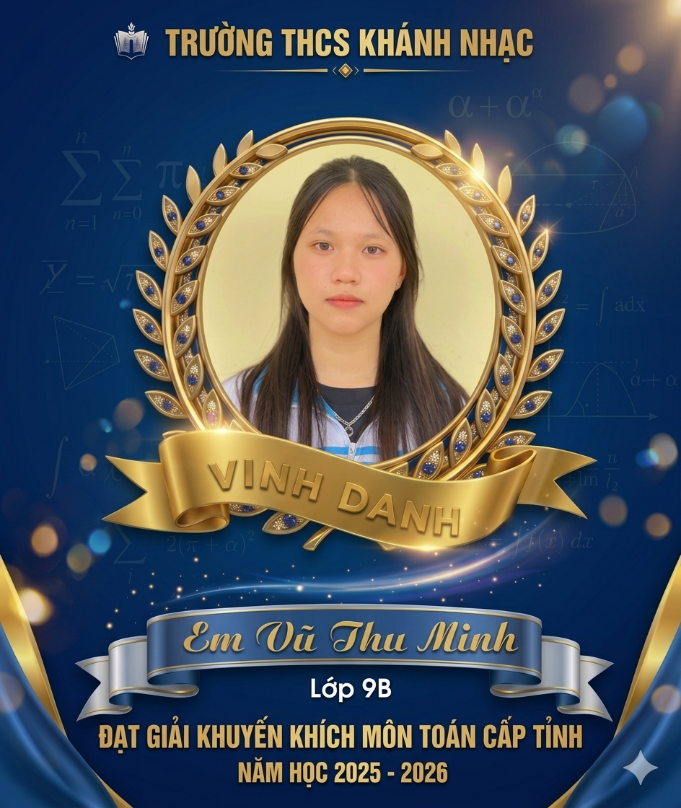 TRƯỜNG THCS KHÁNH NHẠC
VINH DANH
Em Vũ Thu Minh
Lớp 9B
ĐẠT GIẢI KHUYẾN KHÍCH MÔN TOÁN CẤP TỈNH
NĂM HỌC 2025 - 2026